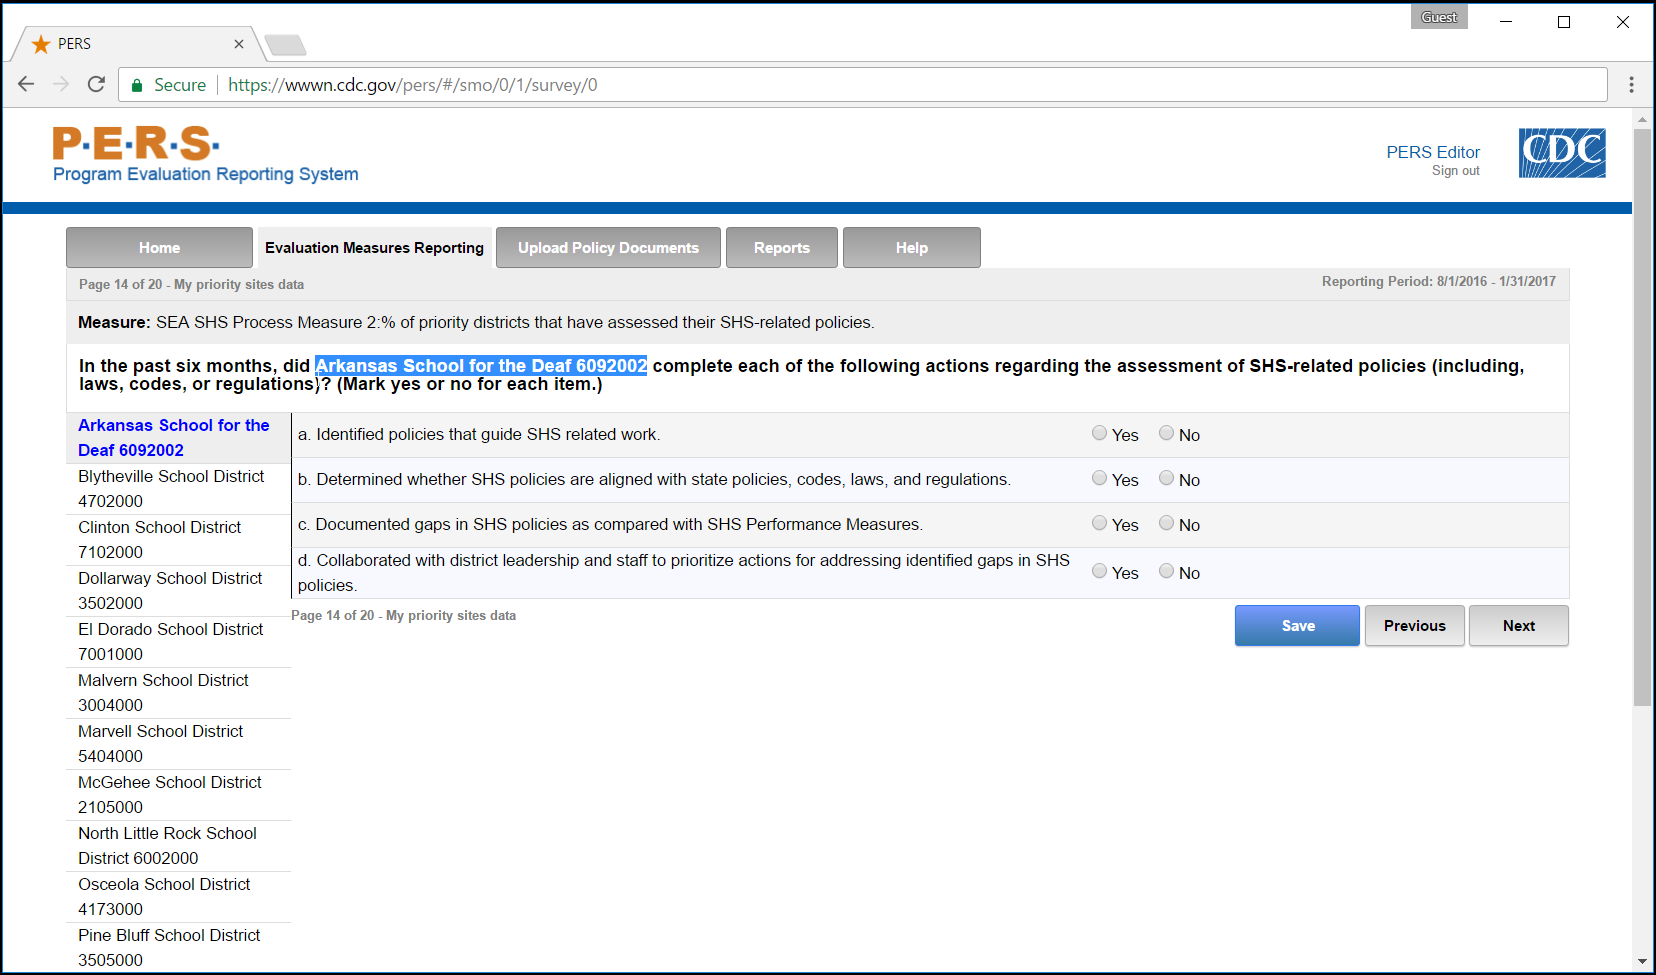 Guest
PERS
Secure
https://wwwn.cdc.gov/pers/#/smo/0/1/survey/0
P·E·R·S·
Program Evaluation Reporting System
PERS Editor
Sign out
CDC
Home
Evaluation Measures Reporting
Upload Policy Documents
Reports
Help
Page 14 of 20 - My priority sites data
Reporting Period: 8/1/2016 - 1/31/2017
Measure: SEA SHS Process Measure 2:% of priority districts that have assessed their SHS-related policies.
In the past six months, did Arkansas School for the Deaf 6092002 complete each of the following actions regarding the assessment of SHS-related policies (including,
laws, codes, or regulations)? (Mark yes or no for each item.)
Arkansas School for the
Deaf 6092002
Blytheville School District
4702000
Clinton School District
7102000
Dollarway School District
3502000
El Dorado School District
7001000
Malvern School District
3004000
Marvell School District
5404000
McGehee School District
2105000
North Little Rock School
District 6002000
Osceola School District
4173000
Pine Bluff School District
3505000
a. Identified policies that guide SHS related work.
Yes No
b. Determined whether SHS policies are aligned with state policies, codes, laws, and regulations.
Yes No
c. Documented gaps in SHS policies as compared with SHS Performance Measures.
Yes No
d. Collaborated with district leadership and staff to prioritize actions for addressing identified gaps in SHS
policies.
Yes No
Page 14 of 20 - My priority sites data
Save
Previous
Next